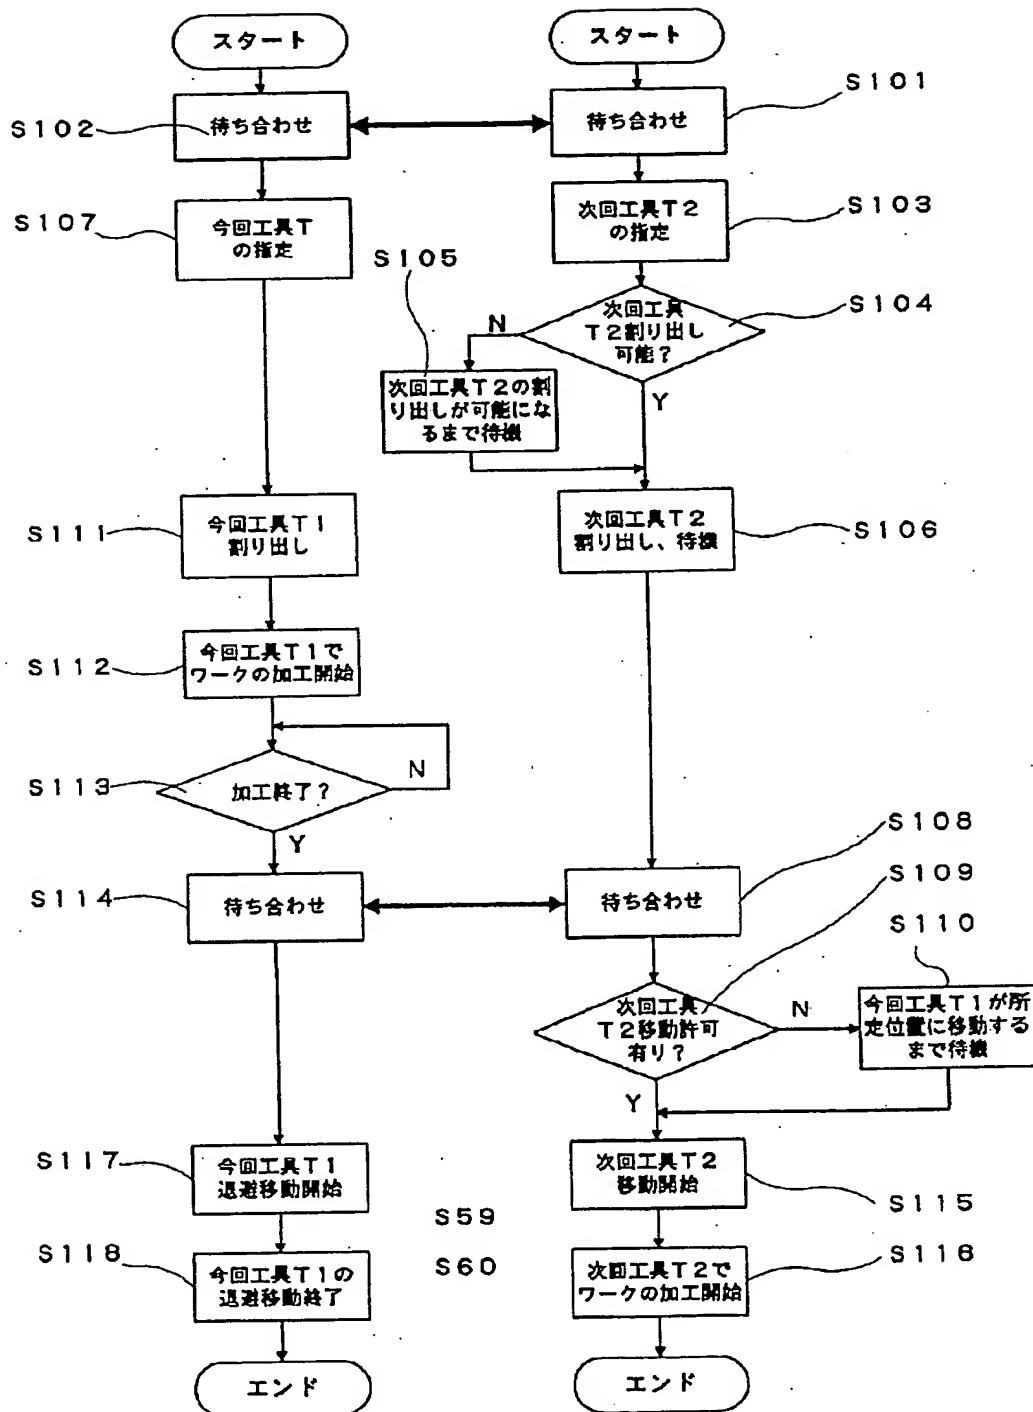 スタート
スタート
S101
S102
待ち合わせ
待ち合わせ
S107
今回工具T
の指定
次回工具T2
の指定
S103
S105
次回工具
T2割り出し
可能?
S104
N
Y
次回工具T2の割
り出しが可能にな
るまで待機
S111
今回工具T1
割り出し
次回工具T2
割り出し、待機
S106
S112
今回工具T1で
ワークの加工開始
S113
加工終了?
N
Y
S108
S109
S114
待ち合わせ
待ち合わせ
S110
次回工具
T2移動許可
有り?
N
Y
今回工具T1が所
定位置に移動する
まで待機
S117
今回工具T1
退避移動開始
次回工具T2
移動開始
S115
S59
S118
今回工具T1の
退避移動終了
S60
次回工具T2で
ワークの加工開始
S116
エンド
エンド